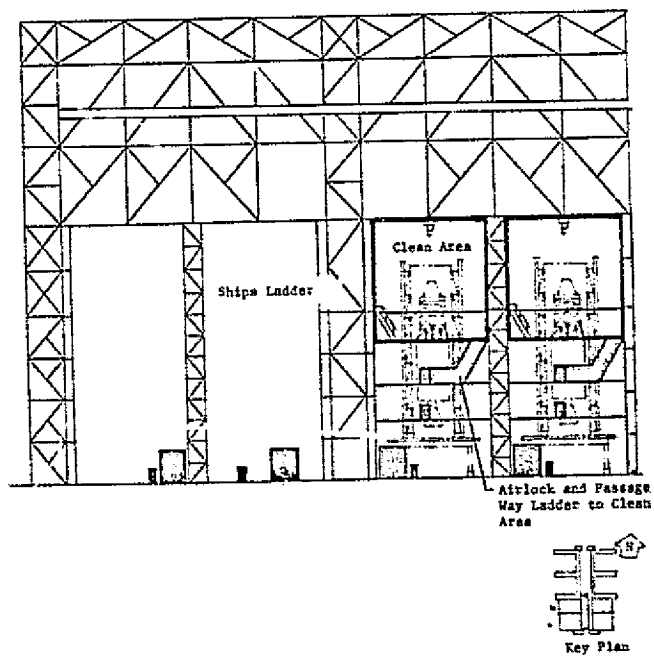 Clean Area
Ships Ladder
Airlock and Passage
Way Ladder to Clean
Area
N
Key Plan